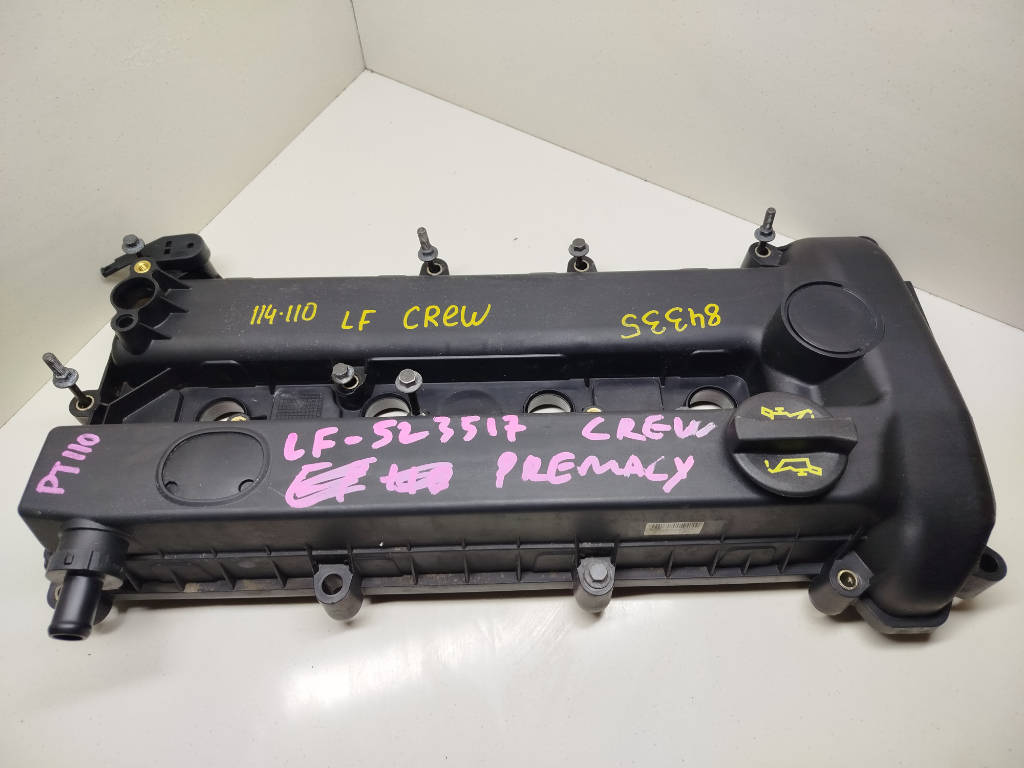 114-110 LF CREW
84335
LF-523517 CREW
PREMACY
PT110